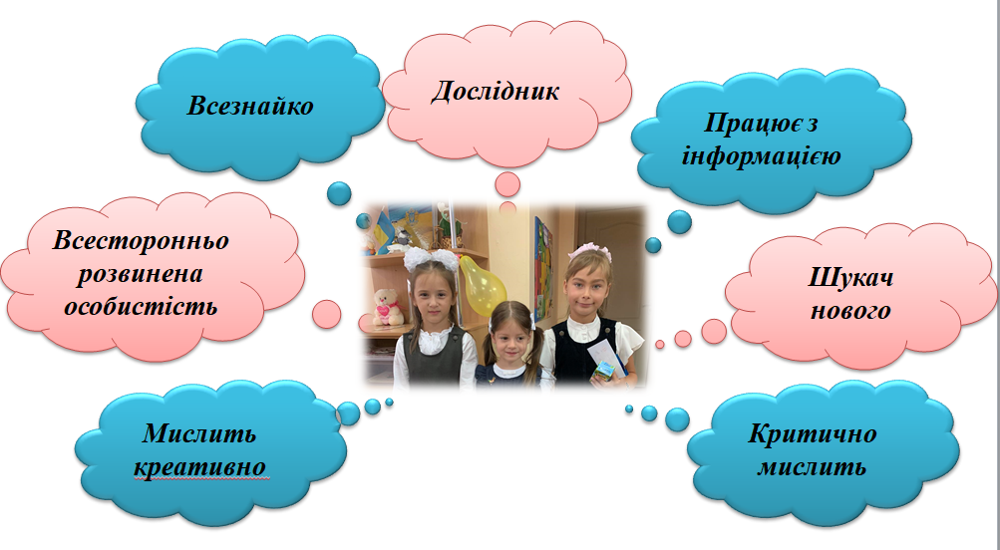 Всезнайко
Дослідник
Працює з
інформацією
Всесторонньо
розвинена
особистість
Шукач
нового
Мислить
креативно
Критично
мислить